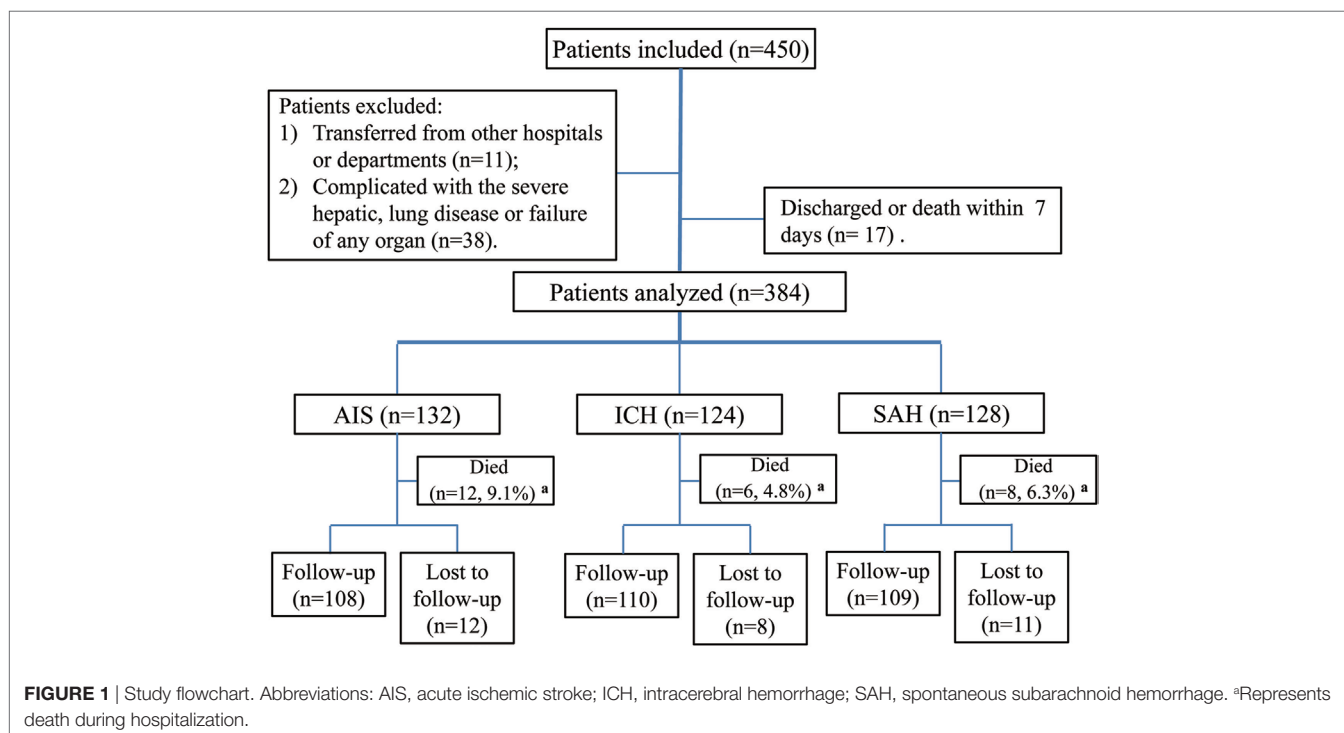 Patients included (n=450)
Patients excluded:
1) Transferred from other hospitals
or departments (n=11);
2) Complicated with the severe
hepatic, lung disease or failure
of any organ (n=38).
Discharged or death within 7
days (n= 17) .
Patients analyzed (n=384)
AIS (n=132)
ICH (n=124)
SAH (n=128)
Died
(n=12, 9.1%) a
Died
(n=6, 4.8%) a
Died
(n=8, 6.3%) a
Follow-up
(n=108)
Lost to
follow-up
(n=12)
Follow-up
(n=110)
Lost to
follow-up
(n=8)
Follow-up
(n=109)
Lost to
follow-up
(n=11)
FIGURE 1 | Study flowchart. Abbreviations: AIS, acute ischemic stroke; ICH, intracerebral hemorrhage; SAH, spontaneous subarachnoid hemorrhage. aRepresents
death during hospitalization.